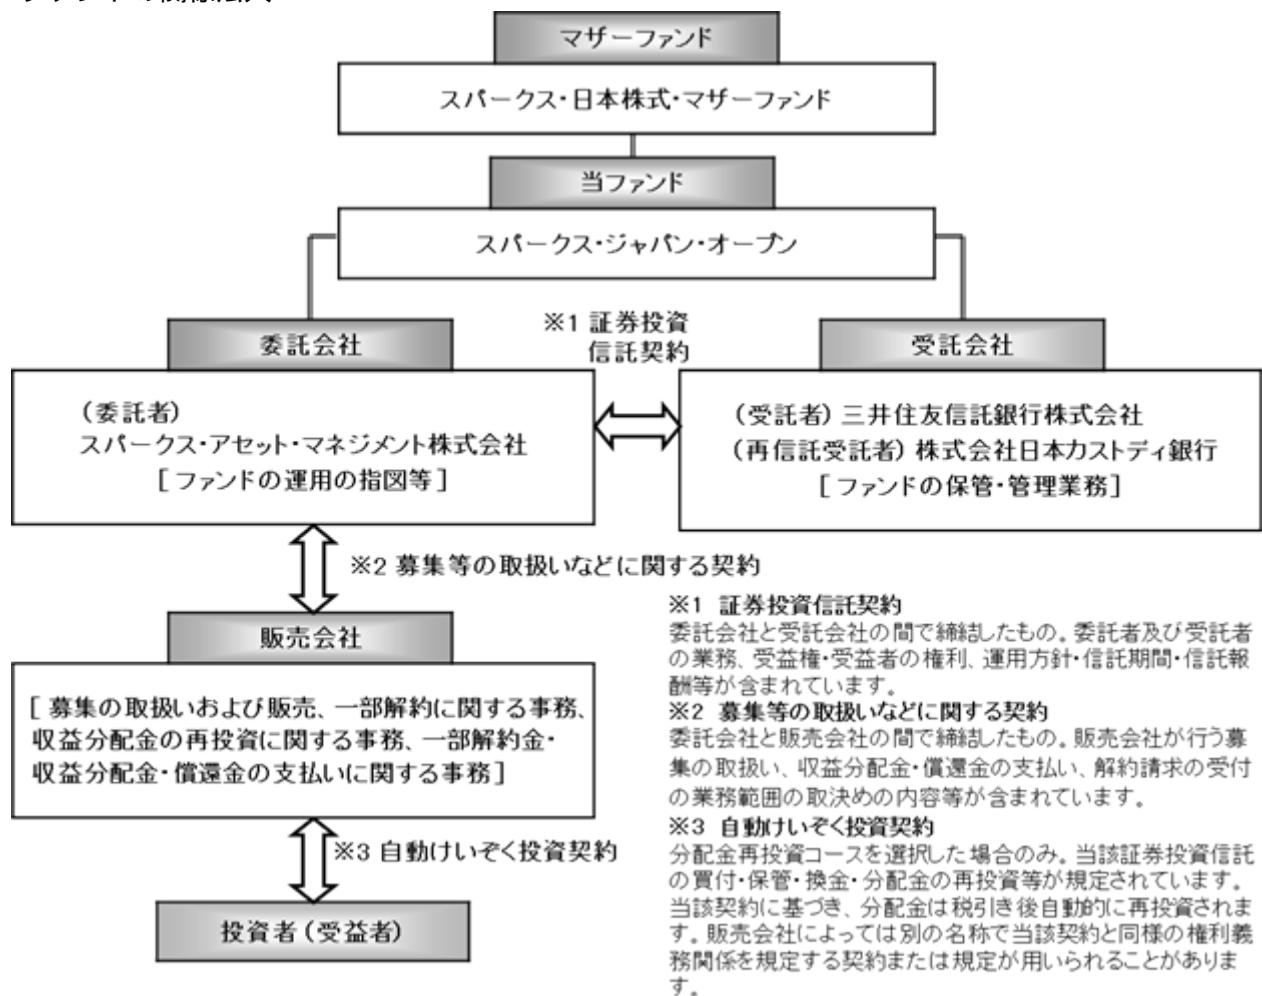 マザーファンド
スパークス・日本株式・マザーファンド
当ファンド
スパークス・ジャパン・オープン
委託会社
（委託者）
スパークス・アセット・マネジメント株式会社
［ファンドの運用の指図等］
※1 証券投資
信託契約
受託会社
（受託者）三井住友信託銀行株式会社
（再信託受託者）株式会社日本カストディ銀行
［ファンドの保管・管理業務］
※2 募集等の取扱いなどに関する契約
販売会社
［募集の取扱いおよび販売、一部解約に関する事務、
収益分配金の再投資に関する事務、一部解約金・
収益分配金・償還金の支払いに関する事務］
※3 自動けいぞく投資契約
投資者（受益者）
※1 証券投資信託契約
委託会社と受託会社の間で締結したもの。委託者及び受託者
の業務、受益権・受益者の権利、運用方針・信託期間・信託報
酬等が含まれています。
※2 募集等の取扱いなどに関する契約
委託会社と販売会社の間で締結したもの。販売会社が行う募
集の取扱い、収益分配金・償還金の支払い、解約請求の受付
の業務範囲の取決めの内容等が含まれています。
※3 自動けいぞく投資契約
分配金再投資コースを選択した場合のみ。当該証券投資信託
の買付・保管・換金・分配金の再投資等が規定されています。
当該契約に基づき、分配金は税引き後自動的に再投資されま
す。販売会社によっては別の名称で当該契約と同様の権利義
務関係を規定する契約または規定が用いられることがありま
す。